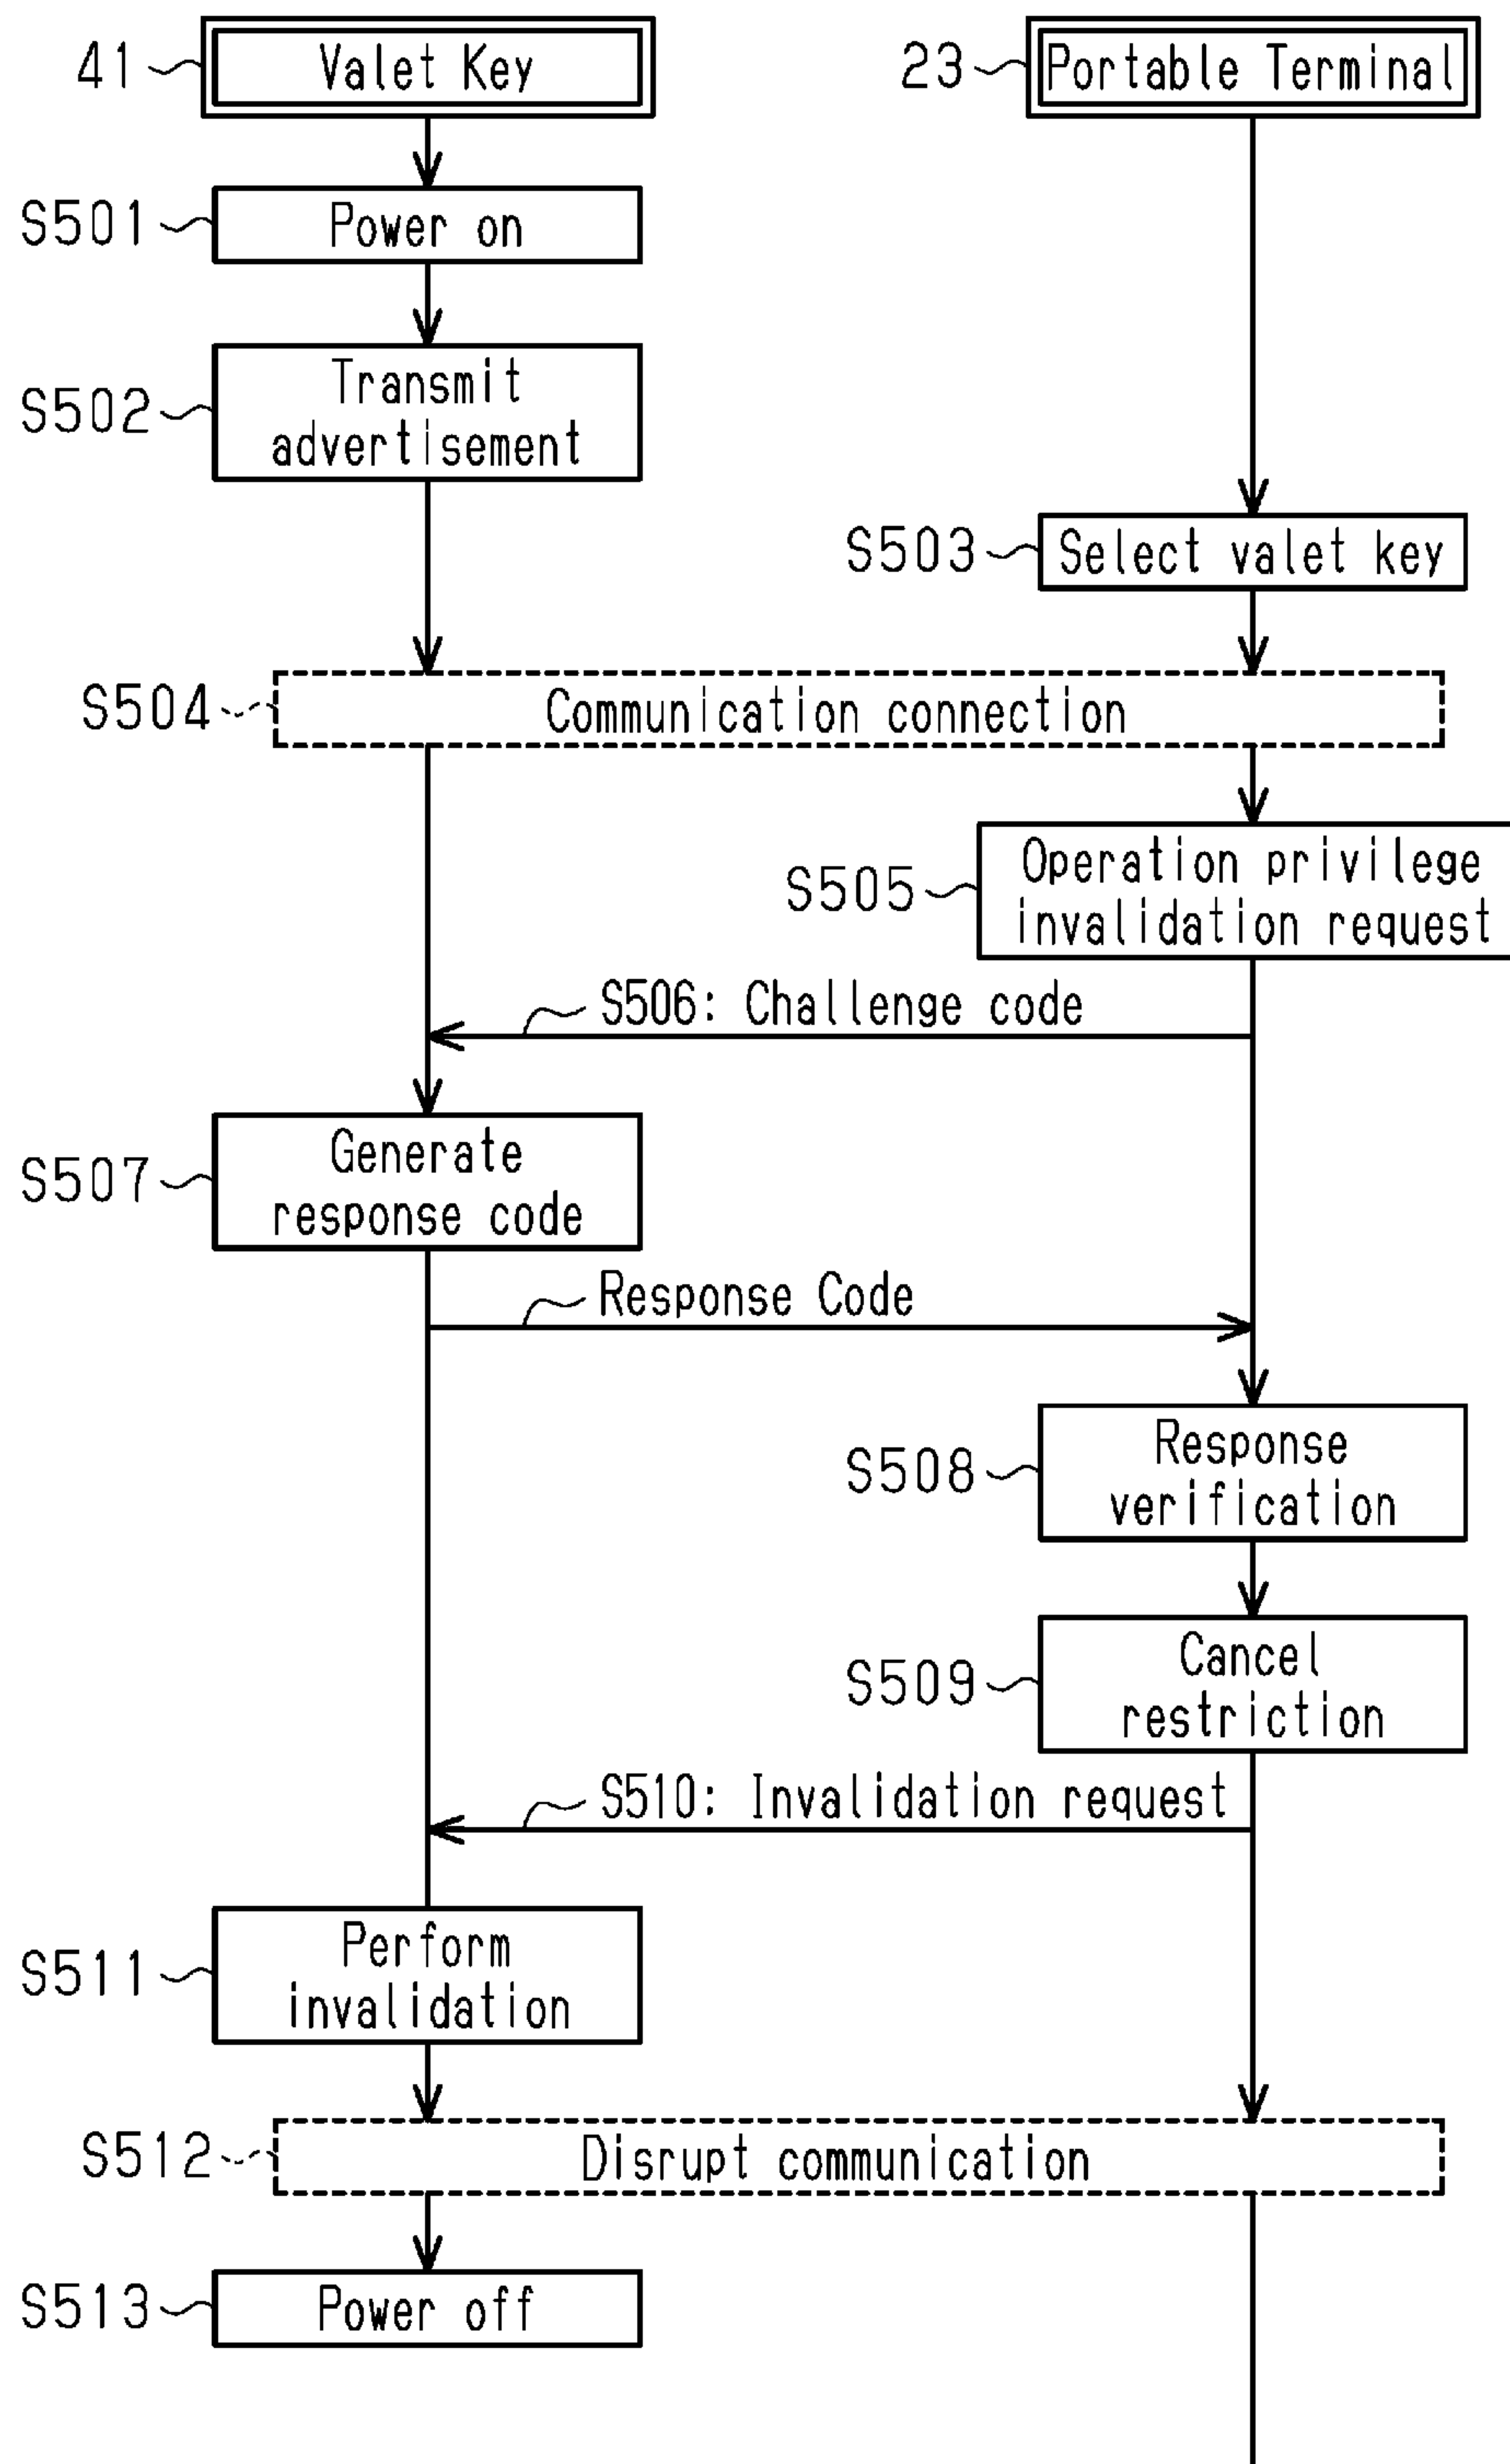 41
Valet Key
23
Portable Terminal
S501
Power on
S502
Transmit
advertisement
S503
Select valet key
S504
Communication connection
S505
Operation privilege
invalidation request
S506: Challenge code
S507
Generate
response code
Response Code
S508
Response
verification
S509
Cancel
restriction
S510: Invalidation request
S511
Perform
invalidation
S512
Disrupt communication
S513
Power off